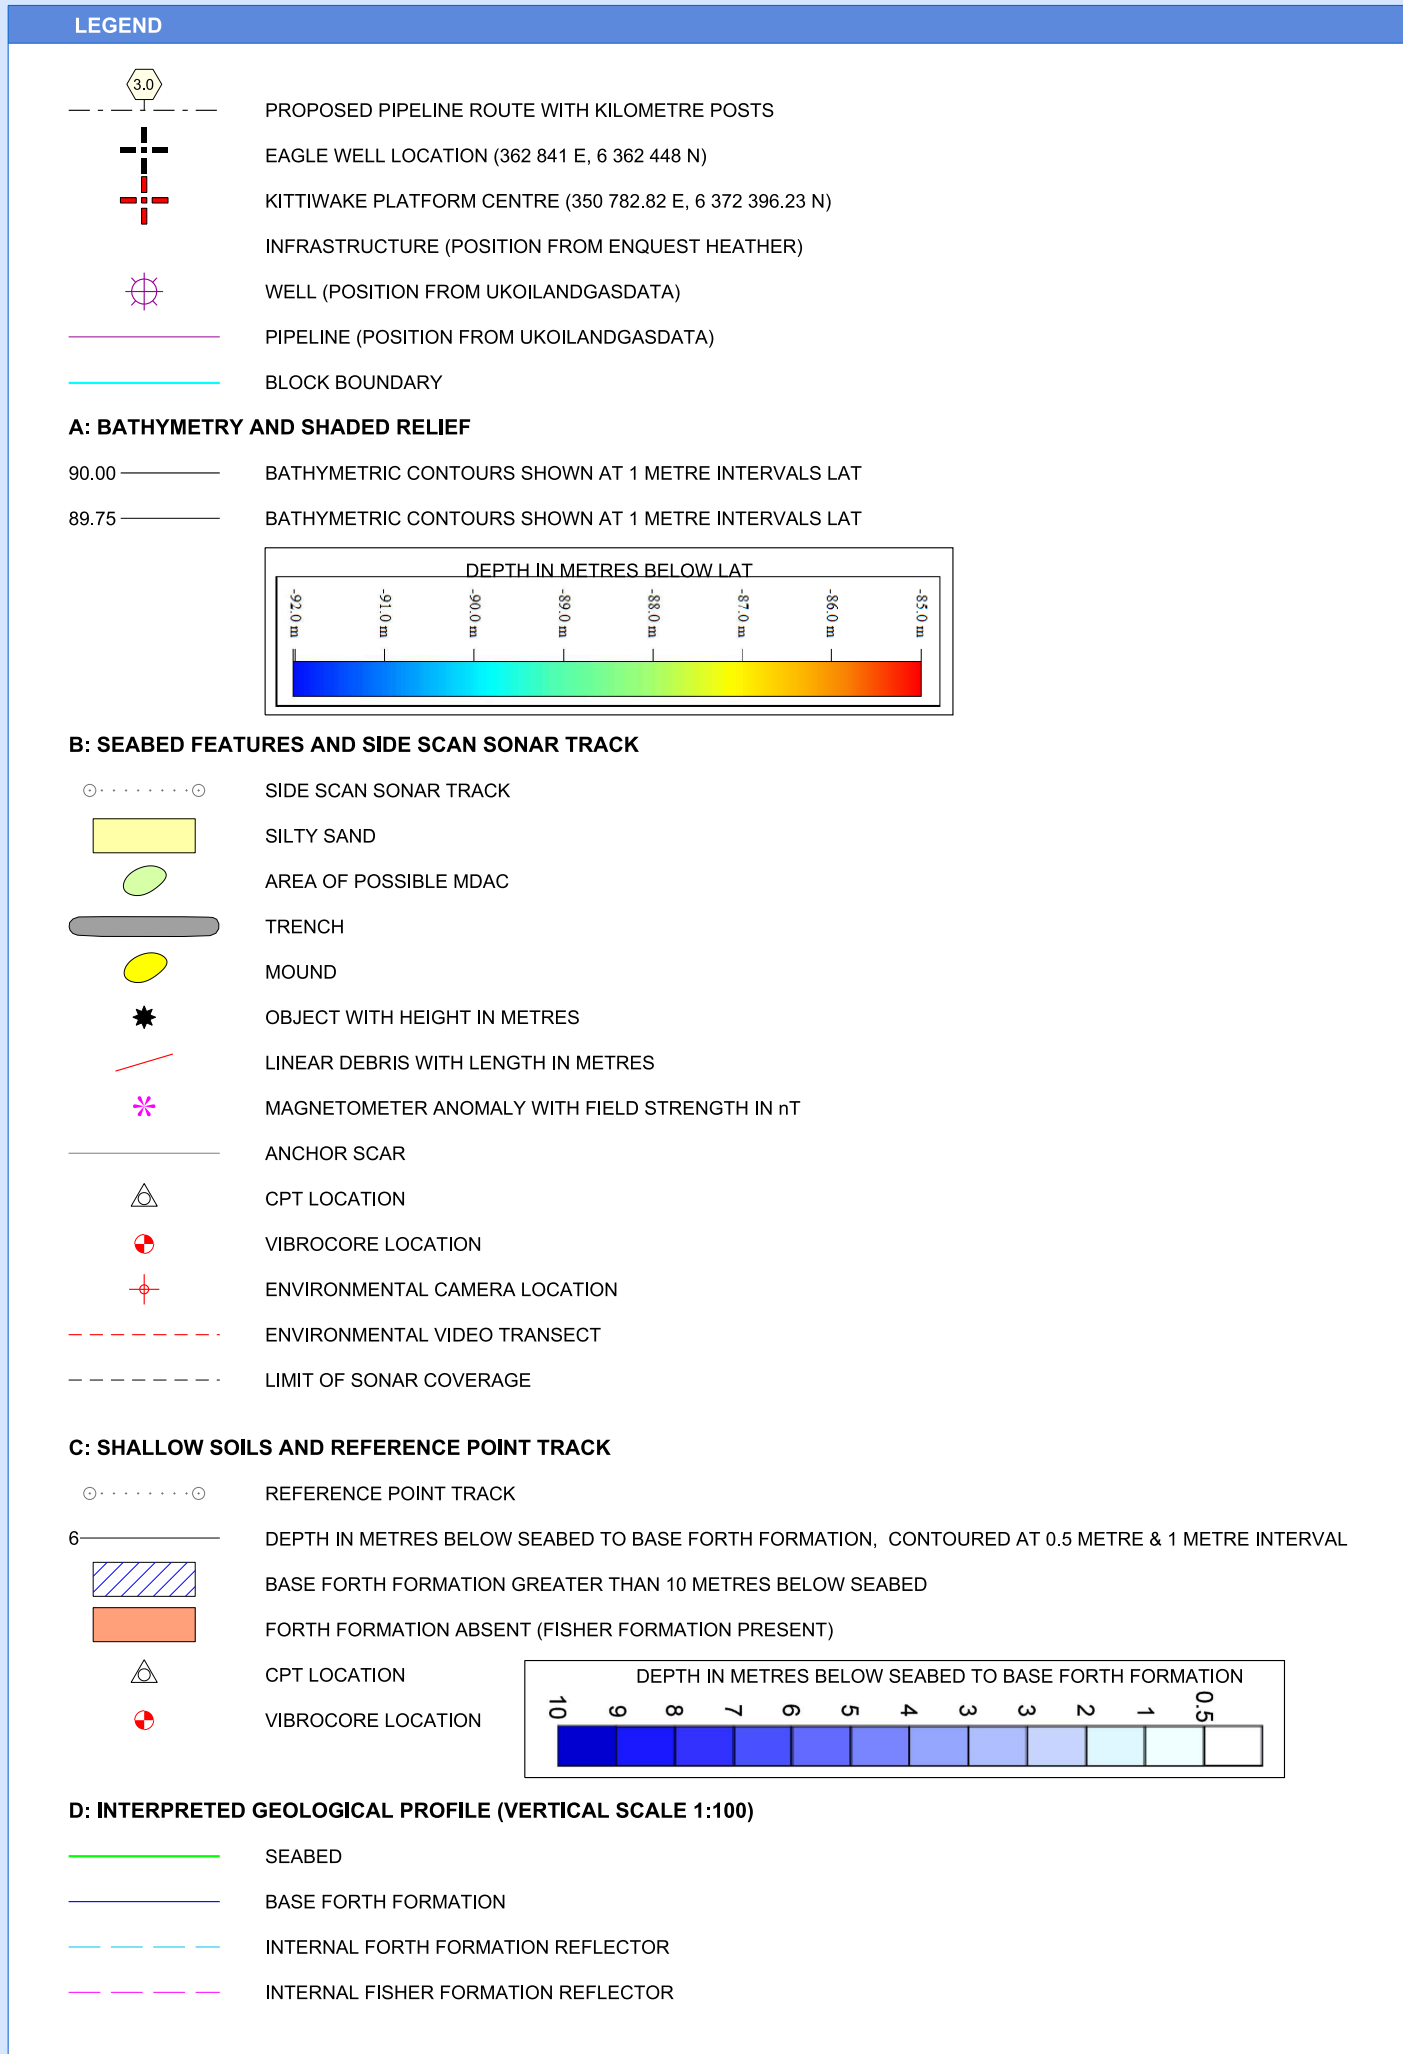 LEGEND
3.0
PROPOSED PIPELINE ROUTE WITH KILOMETRE POSTS
EAGLE WELL LOCATION (362 841 E, 6 362 448 N)
KITTIWAKE PLATFORM CENTRE (350 782.82 E, 6 372 396.23 N)
INFRASTRUCTURE (POSITION FROM ENQUEST HEATHER)
WELL (POSITION FROM UKOILANDGASDATA)
PIPELINE (POSITION FROM UKOILANDGASDATA)
BLOCK BOUNDARY
A: BATHYMETRY AND SHADED RELIEF
90.00 BATHYMETRIC CONTOURS SHOWN AT 1 METRE INTERVALS LAT
89.75 BATHYMETRIC CONTOURS SHOWN AT 1 METRE INTERVALS LAT
DEPTH IN METRES BELOW LAT
-92.0 m -91.0 m -90.0 m -89.0 m -88.0 m -87.0 m -86.0 m -85.0 m
B: SEABED FEATURES AND SIDE SCAN SONAR TRACK
SIDE SCAN SONAR TRACK
SILTY SAND
AREA OF POSSIBLE MDAC
TRENCH
MOUND
OBJECT WITH HEIGHT IN METRES
LINEAR DEBRIS WITH LENGTH IN METRES
MAGNETOMETER ANOMALY WITH FIELD STRENGTH IN nT
ANCHOR SCAR
CPT LOCATION
VIBROCORE LOCATION
ENVIRONMENTAL CAMERA LOCATION
ENVIRONMENTAL VIDEO TRANSECT
LIMIT OF SONAR COVERAGE
C: SHALLOW SOILS AND REFERENCE POINT TRACK
REFERENCE POINT TRACK
6 DEPTH IN METRES BELOW SEABED TO BASE FORTH FORMATION, CONTOURED AT 0.5 METRE & 1 METRE INTERVAL
BASE FORTH FORMATION GREATER THAN 10 METRES BELOW SEABED
FORTH FORMATION ABSENT (FISHER FORMATION PRESENT)
CPT LOCATION
VIBROCORE LOCATION
DEPTH IN METRES BELOW SEABED TO BASE FORTH FORMATION
10 9 8 7 6 5 4 3 3 2 1 0.5
D: INTERPRETED GEOLOGICAL PROFILE (VERTICAL SCALE 1:100)
SEABED
BASE FORTH FORMATION
INTERNAL FORTH FORMATION REFLECTOR
INTERNAL FISHER FORMATION REFLECTOR